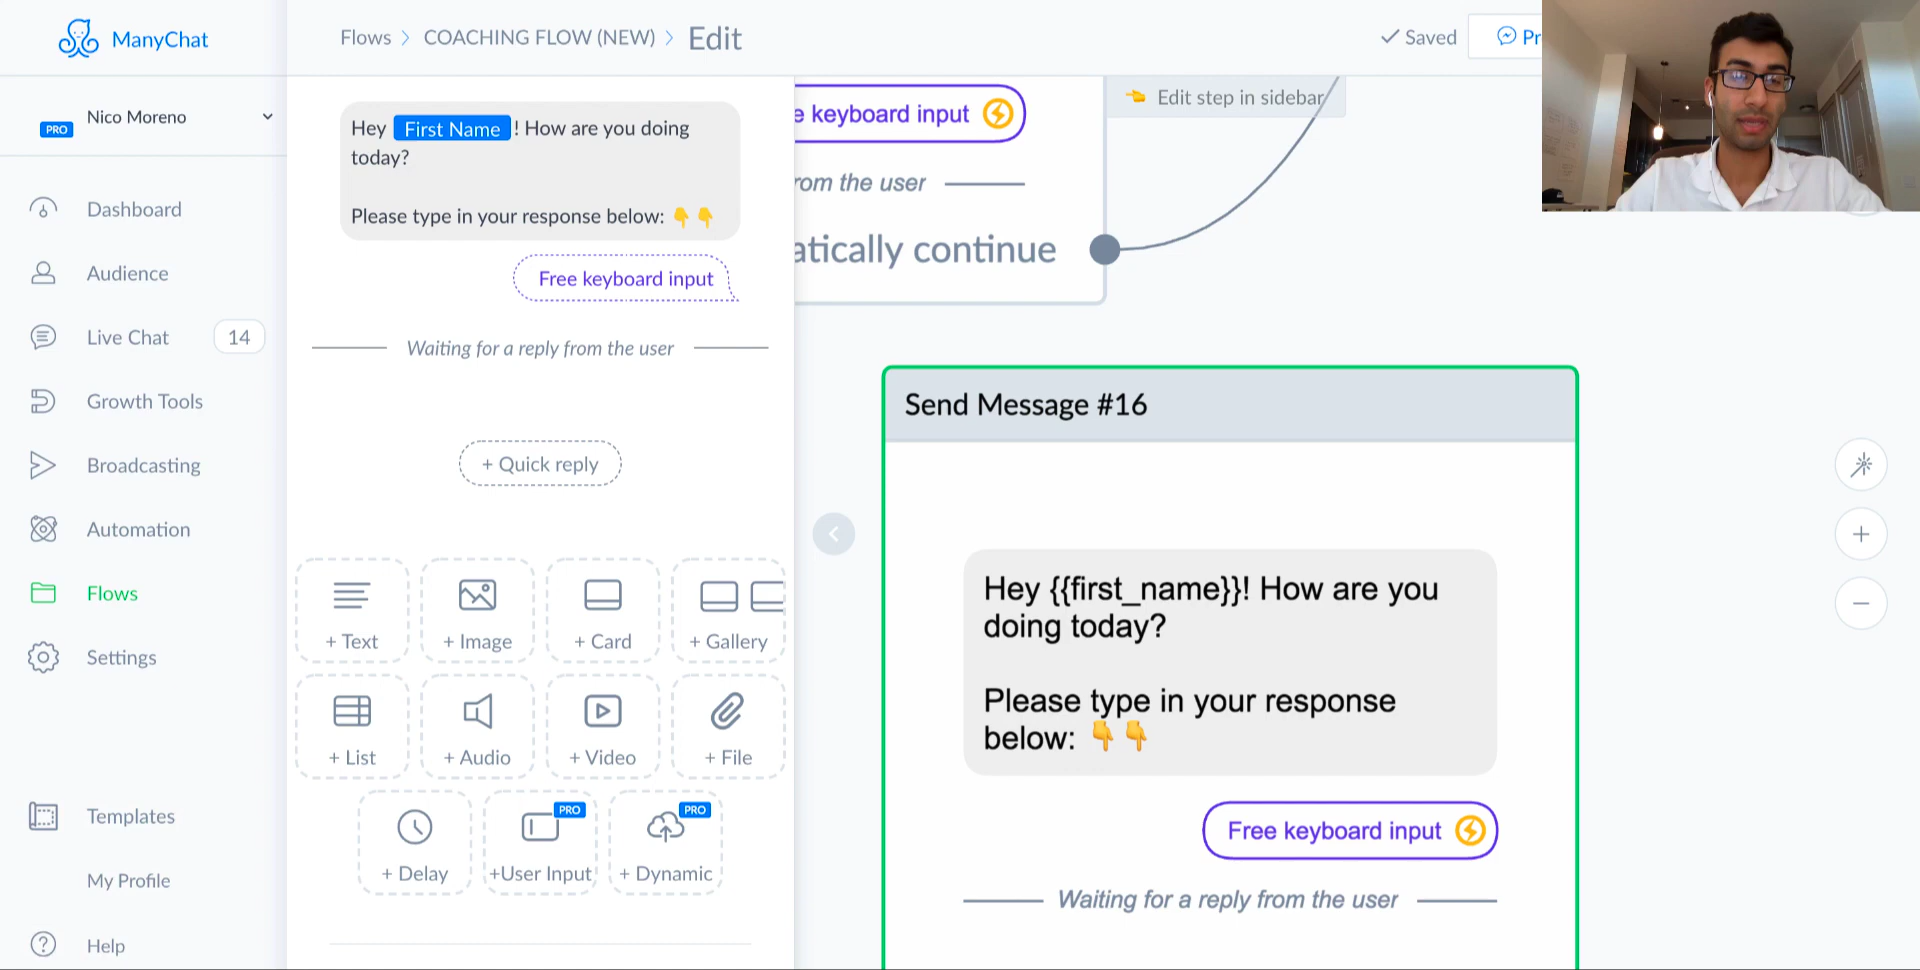 ManyChat
Flows > COACHING FLOW (NEW) > Edit
Saved
Pr
PRO
Nico Moreno
Dashboard
Audience
Live Chat
14
Growth Tools
Broadcasting
Automation
Flows
Settings
Templates
My Profile
Help
Hey First Name ! How are you doing
today?
Please type in your response below: 👇👇
Free keyboard input
Waiting for a reply from the user
+ Quick reply
+ Text
+ Image
+ Card
+ Gallery
+ List
+ Audio
+ Video
+ File
+ Delay
PRO
+User Input
PRO
+ Dynamic
e keyboard input
Edit step in sidebar
rom the user
atically continue
Send Message #16
Hey {{first_name}}! How are you
doing today?
Please type in your response
below: 👇👇
Free keyboard input
Waiting for a reply from the user